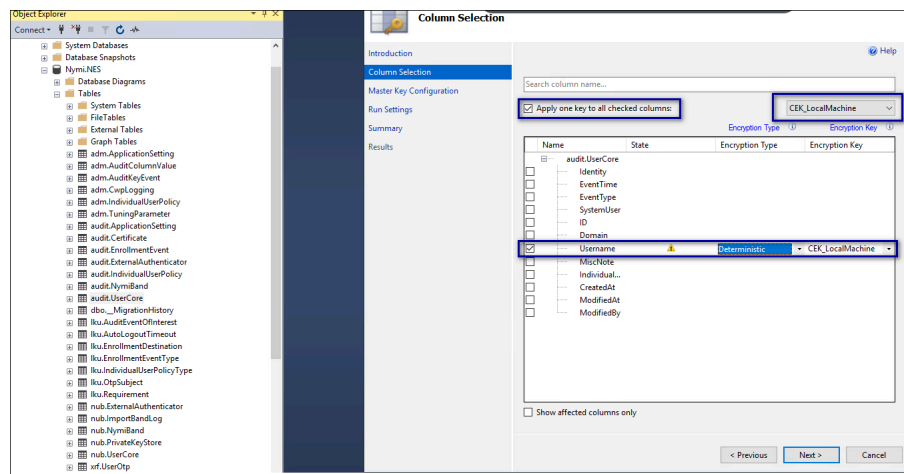 Object Explorer
Connect
System Databases
Database Snapshots
Nymi.NES
Database Diagrams
Tables
System Tables
FileTables
External Tables
Graph Tables
adm.ApplicationSetting
adm.AuditColumnValue
adm.AuditKeyEvent
adm.CwpLogging
adm.IndividualUserPolicy
adm.TuningParameter
audit.ApplicationSetting
audit.Certificate
audit.EnrollmentEvent
audit.ExternalAuthenticator
audit.IndividualUserPolicy
audit.NymiBand
audit.UserCore
dbo.__MigrationHistory
lku.AuditEventOfInterest
lku.AutoLogoutTimeout
lku.EnrollmentDestination
lku.EnrollmentEventType
lku.IndividualUserPolicyType
lku.OtpSubject
lku.Requirement
nub.ExternalAuthenticator
nub.ImportBandLog
nub.NymiBand
nub.PrivateKeyStore
nub.UserCore
xrf.UserOtp
Column Selection
Introduction
Column Selection
Master Key Configuration
Run Settings
Summary
Results
Help
Search column name...
Apply one key to all checked columns: CEK_LocalMachine
Encryption Type Encryption Key
Name State Encryption Type Encryption Key
audit.UserCore
Identity
EventTime
EventType
SystemUser
ID
Domain
Username Deterministic CEK_LocalMachine
MiscNote
Individual...
CreatedAt
ModifiedAt
ModifiedBy
Show affected columns only
< Previous Next > Cancel